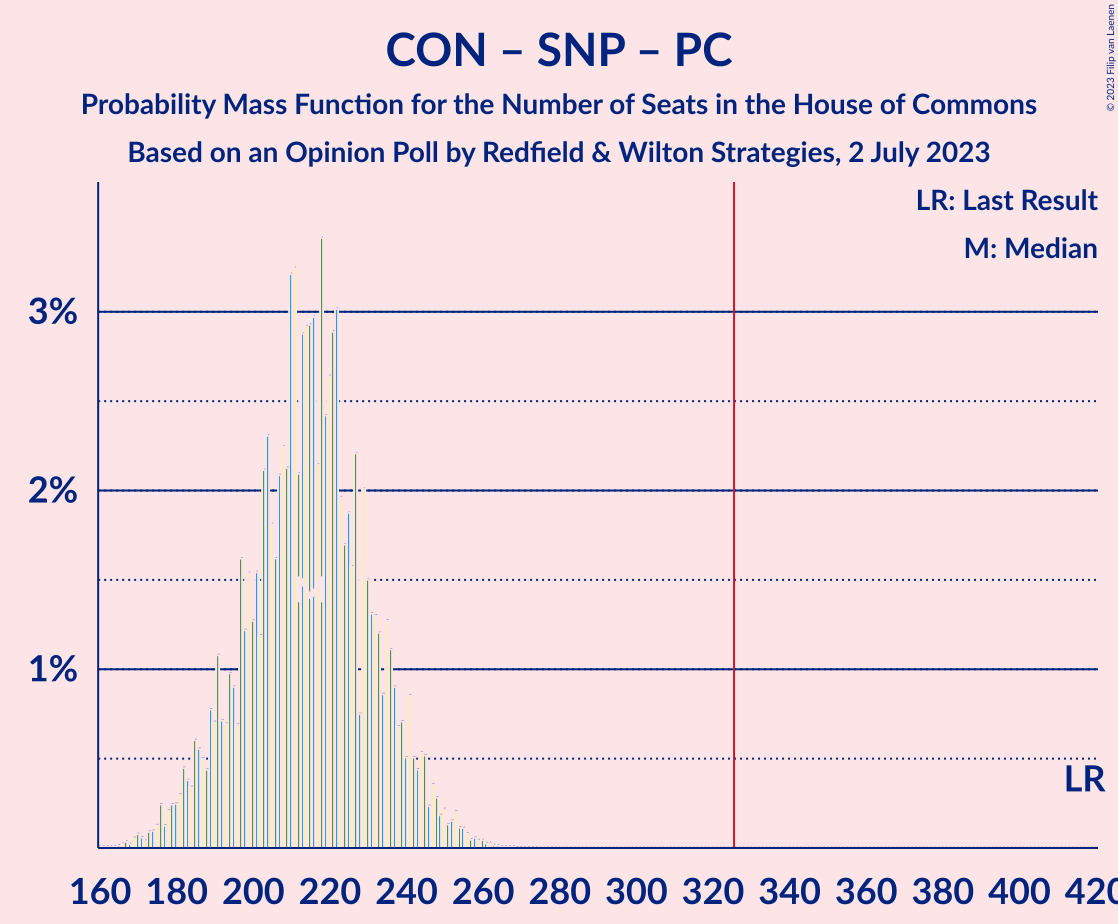 CON – SNP – PC
Probability Mass Function for the Number of Seats in the House of Commons
Based on an Opinion Poll by Redfield & Wilton Strategies, 2 July 2023
© 2023 Filip van Laenen
LR: Last Result
M: Median
3%
2%
1%
LR
160 180 200 220 240 260 280 300 320 340 360 380 400 420